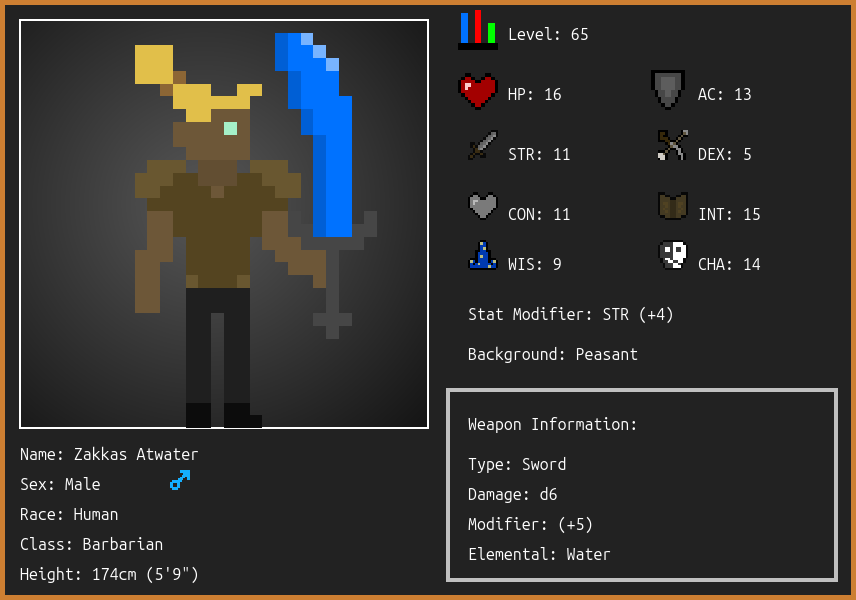 Level: 65
HP: 16
AC: 13
STR: 11
DEX: 5
CON: 11
INT: 15
WIS: 9
CHA: 14
Stat Modifier: STR (+4)
Background: Peasant
Weapon Information:
Type: Sword
Damage: d6
Modifier: (+5)
Elemental: Water
Name: Zakkas Atwater
Sex: Male
Race: Human
Class: Barbarian
Height: 174cm (5'9")